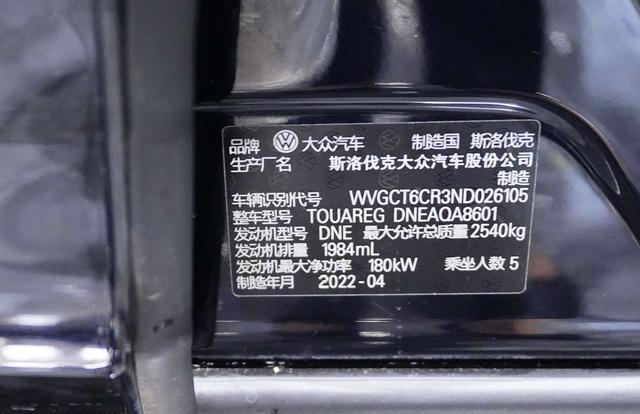 品牌 大众汽车 制造国 斯洛伐克
生产厂名 斯洛伐克大众汽车股份公司
制造
车辆识别代号 WVGCT6CR3ND026105
整车型号 TOUAREG DNEAQA8601
发动机型号 DNE 最大允许总质量 2540kg
发动机排量 1984mL
发动机最大净功率 180kW 乘坐人数 5
制造年月 2022-04